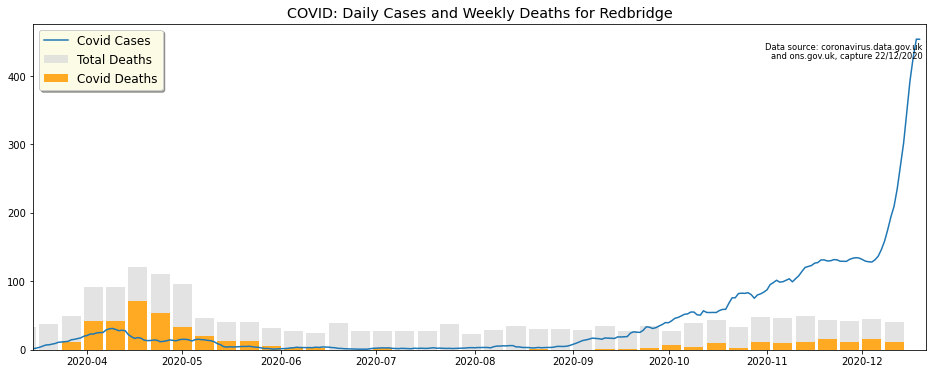 COVID: Daily Cases and Weekly Deaths for Redbridge
Covid Cases
Total Deaths
Covid Deaths
Data source: coronavirus.data.gov.uk
and ons.gov.uk, capture 22/12/2020
400
300
200
100
0
2020-04 2020-05 2020-06 2020-07 2020-08 2020-09 2020-10 2020-11 2020-12